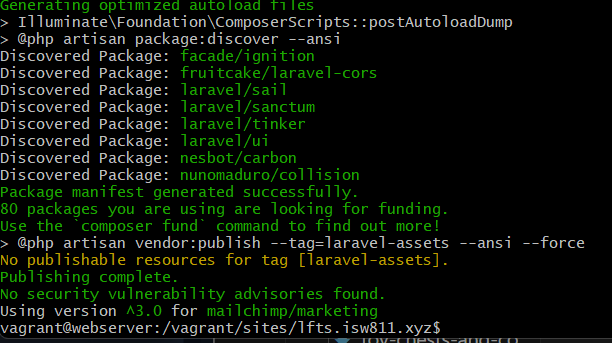 Generating optimized autoload files
> Illuminate\Foundation\ComposerScripts::postAutoloadDump
> @php artisan package:discover --ansi
Discovered Package: facade/ignition
Discovered Package: fruitcake/laravel-cors
Discovered Package: laravel/sail
Discovered Package: laravel/sanctum
Discovered Package: laravel/tinker
Discovered Package: laravel/ui
Discovered Package: nesbot/carbon
Discovered Package: nunomaduro/collision
Package manifest generated successfully.
80 packages you are using are looking for funding.
Use the `composer fund` command to find out more!
> @php artisan vendor:publish --tag=laravel-assets --ansi --force
No publishable resources for tag [laravel-assets].
Publishing complete.
No security vulnerability advisories found.
Using version ^3.0 for mailchimp/marketing
vagrant@webserver:/vagrant/sites/lfts.isw811.xyz$